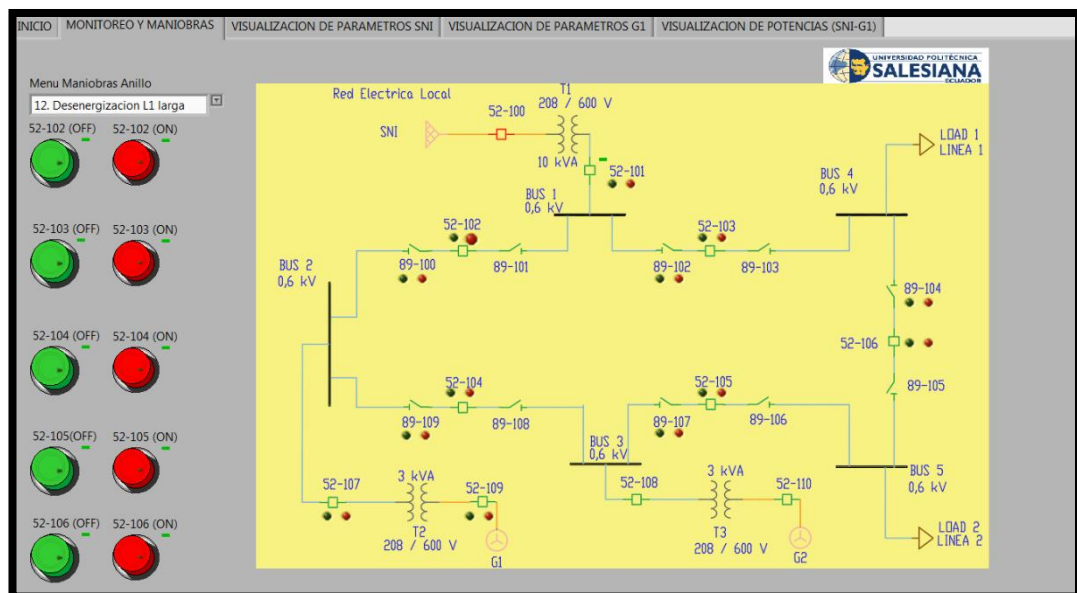 INICIO MONITOREO Y MANIOBRAS VISUALIZACION DE PARAMETROS SNI VISUALIZACION DE PARAMETROS G1 VISUALIZACION DE POTENCIAS (SNI-G1)
UNIVERSIDAD POLITÉCNICA
SALESIANA
ECUADOR
Menu Maniobras Anillo
12. Desenergizacion L1 larga
52-102 (OFF) 52-102 (ON)
52-103 (OFF) 52-103 (ON)
52-104 (OFF) 52-104 (ON)
52-105(OFF) 52-105 (ON)
52-106 (OFF) 52-106 (ON)
Red Electrica Local
T1
208 / 600 V
52-100
SNI
10 kVA
52-101
BUS 1
0,6 kV
LOAD 1
LINEA 1
BUS 4
0,6 kV
52-102
52-103
89-100
89-101
89-102
89-103
BUS 2
0,6 kV
89-104
52-106
89-105
52-104
52-105
89-109
89-108
89-107
89-106
BUS 3
0,6 kV
BUS 5
0,6 kV
52-107
3 kVA
52-109
52-108
3 kVA
52-110
T2
208 / 600 V
G1
T3
208 / 600 V
G2
LOAD 2
LINEA 2